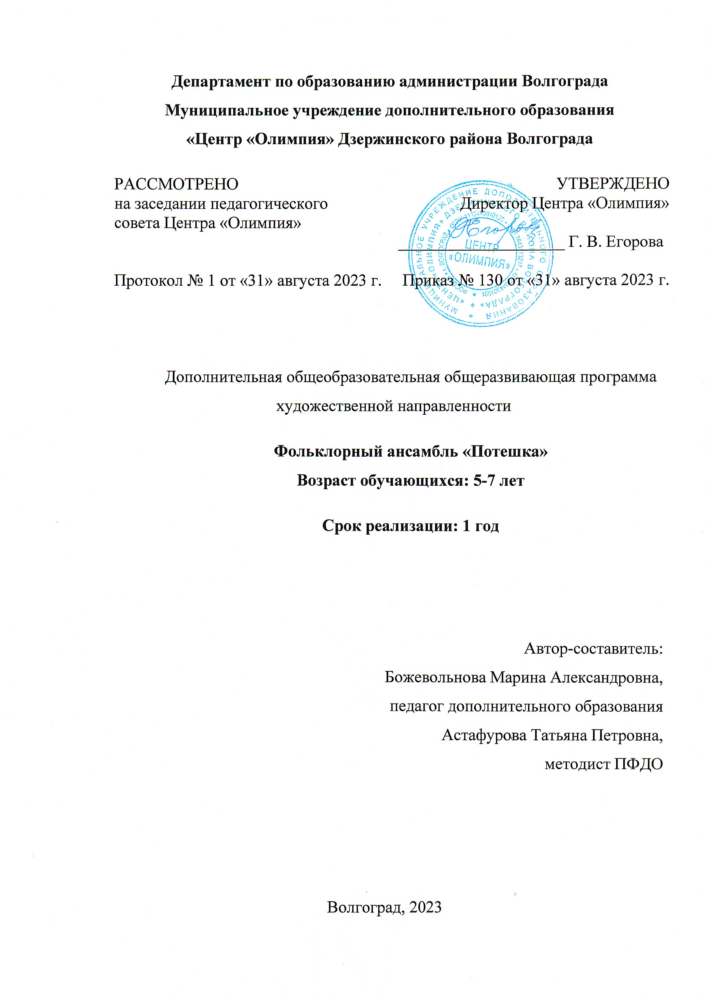 Департамент по образованию администрации Волгограда
Муниципальное учреждение дополнительного образования
«Центр «Олимпия» Дзержинского района Волгограда
РАССМОТРЕНО
на заседании педагогического
совета Центра «Олимпия»
Протокол № 1 от «31» августа 2023 г.
УТВЕРЖДЕНО
Директор Центра «Олимпия»
Г. В. Егорова
Приказ № 130 от «31» августа 2023 г.
МУНИЦИПАЛЬНОЕ УЧРЕЖДЕНИЕ ДОПОЛНИТЕЛЬНОГО ОБРАЗОВАНИЯ
«ЦЕНТР «ОЛИМПИЯ» ДЗЕРЖИНСКОГО РАЙОНА ВОЛГОГРАДА»
ЦЕНТР
«ОЛИМПИЯ»
Дополнительная общеобразовательная общеразвивающая программа
художественной направленности
Фольклорный ансамбль «Потешка»
Возраст обучающихся: 5-7 лет
Срок реализации: 1 год
Автор-составитель:
Божевольнова Марина Александровна,
педагог дополнительного образования
Астафурова Татьяна Петровна,
методист ПФДО
Волгоград, 2023